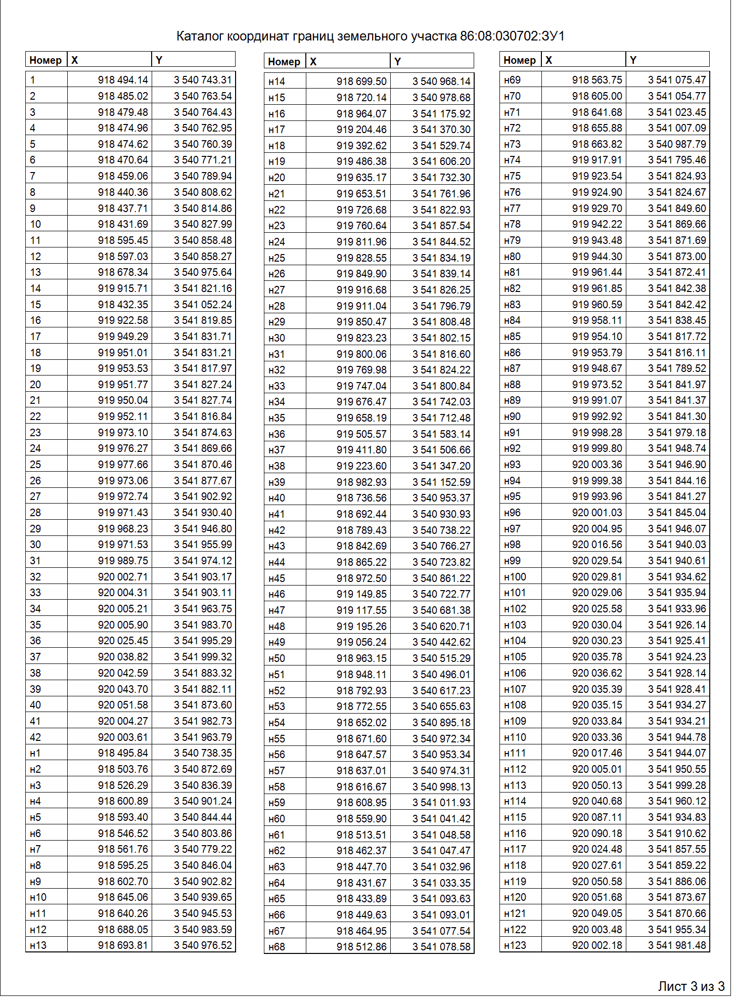 Каталог координат границ земельного участка 86:08:030702:ЗУ1
Номер X Y
1 918 494.14 3 540 743.31
2 918 485.02 3 540 763.54
3 918 479.48 3 540 764.43
4 918 474.96 3 540 762.95
5 918 474.62 3 540 760.39
6 918 470.64 3 540 771.21
7 918 459.06 3 540 789.94
8 918 440.36 3 540 808.62
9 918 437.71 3 540 814.86
10 918 431.69 3 540 827.99
11 918 595.45 3 540 858.48
12 918 597.03 3 540 858.27
13 918 678.34 3 540 975.64
14 919 915.71 3 541 821.16
15 918 432.35 3 541 052.24
16 919 922.58 3 541 819.85
17 919 949.29 3 541 831.71
18 919 951.01 3 541 831.21
19 919 953.53 3 541 817.97
20 919 951.77 3 541 827.24
21 919 950.04 3 541 827.74
22 919 952.11 3 541 816.84
23 919 973.10 3 541 874.63
24 919 976.27 3 541 869.66
25 919 977.66 3 541 870.46
26 919 973.06 3 541 877.67
27 919 972.74 3 541 902.92
28 919 971.43 3 541 930.40
29 919 968.23 3 541 946.80
30 919 971.53 3 541 955.99
31 919 989.75 3 541 974.12
32 920 002.71 3 541 903.17
33 920 004.31 3 541 903.11
34 920 005.21 3 541 963.75
35 920 005.90 3 541 983.70
36 920 025.45 3 541 995.29
37 920 038.82 3 541 999.32
38 920 042.59 3 541 883.32
39 920 043.70 3 541 882.11
40 920 051.58 3 541 873.60
41 920 004.27 3 541 982.73
42 920 003.61 3 541 963.79
н1 918 495.84 3 540 738.35
н2 918 503.76 3 540 872.69
н3 918 526.29 3 540 836.39
н4 918 600.89 3 540 901.24
н5 918 593.40 3 540 844.44
н6 918 546.52 3 540 803.86
н7 918 561.76 3 540 779.22
н8 918 595.25 3 540 846.04
н9 918 602.70 3 540 902.82
н10 918 645.06 3 540 939.65
н11 918 640.26 3 540 945.53
н12 918 688.05 3 540 983.59
н13 918 693.81 3 540 976.52
Номер X Y
н14 918 699.50 3 540 968.14
н15 918 720.14 3 540 978.68
н16 918 964.07 3 541 175.92
н17 919 204.46 3 541 370.30
н18 919 392.62 3 541 529.74
н19 919 486.38 3 541 606.20
н20 919 635.17 3 541 732.30
н21 919 653.51 3 541 761.96
н22 919 726.68 3 541 822.93
н23 919 760.64 3 541 857.54
н24 919 811.96 3 541 844.52
н25 919 828.55 3 541 834.19
н26 919 849.90 3 541 839.14
н27 919 916.68 3 541 826.25
н28 919 911.04 3 541 796.79
н29 919 850.47 3 541 808.48
н30 919 823.23 3 541 802.15
н31 919 800.06 3 541 816.60
н32 919 769.98 3 541 824.22
н33 919 747.04 3 541 800.84
н34 919 676.47 3 541 742.03
н35 919 658.19 3 541 712.48
н36 919 505.57 3 541 583.14
н37 919 411.80 3 541 506.66
н38 919 223.60 3 541 347.20
н39 918 982.93 3 541 152.59
н40 918 736.56 3 540 953.37
н41 918 692.44 3 540 930.93
н42 918 789.43 3 540 738.22
н43 918 842.69 3 540 766.27
н44 918 865.22 3 540 723.82
н45 918 972.50 3 540 861.22
н46 919 149.85 3 540 722.77
н47 919 117.55 3 540 681.38
н48 919 195.26 3 540 620.71
н49 919 056.24 3 540 442.62
н50 918 963.15 3 540 515.29
н51 918 948.11 3 540 496.01
н52 918 792.93 3 540 617.23
н53 918 772.55 3 540 655.63
н54 918 652.02 3 540 895.18
н55 918 671.60 3 540 972.34
н56 918 647.57 3 540 953.34
н57 918 637.01 3 540 974.31
н58 918 616.67 3 540 998.13
н59 918 608.95 3 541 011.93
н60 918 559.90 3 541 041.42
н61 918 513.51 3 541 048.58
н62 918 462.37 3 541 047.47
н63 918 447.70 3 541 032.96
н64 918 431.67 3 541 033.35
н65 918 433.89 3 541 093.63
н66 918 449.63 3 541 093.01
н67 918 464.95 3 541 077.54
н68 918 512.86 3 541 078.58
Номер X Y
н69 918 563.75 3 541 075.47
н70 918 605.00 3 541 054.77
н71 918 641.68 3 541 023.45
н72 918 655.88 3 541 007.09
н73 918 663.82 3 540 987.79
н74 919 917.91 3 541 795.46
н75 919 923.54 3 541 824.93
н76 919 924.90 3 541 824.67
н77 919 929.70 3 541 849.60
н78 919 942.22 3 541 869.66
н79 919 943.48 3 541 871.69
н80 919 944.30 3 541 873.00
н81 919 961.44 3 541 872.41
н82 919 961.85 3 541 842.38
н83 919 960.59 3 541 842.42
н84 919 958.11 3 541 838.45
н85 919 954.10 3 541 817.72
н86 919 953.79 3 541 816.11
н87 919 948.67 3 541 789.52
н88 919 973.52 3 541 841.97
н89 919 991.07 3 541 841.37
н90 919 992.92 3 541 841.30
н91 919 998.28 3 541 979.18
н92 919 999.80 3 541 948.74
н93 920 003.36 3 541 946.90
н94 919 999.38 3 541 844.16
н95 919 993.96 3 541 841.27
н96 920 001.03 3 541 845.04
н97 920 004.95 3 541 946.07
н98 920 016.56 3 541 940.03
н99 920 029.54 3 541 940.61
н100 920 029.81 3 541 934.62
н101 920 029.06 3 541 935.94
н102 920 025.58 3 541 933.96
н103 920 030.04 3 541 926.14
н104 920 030.23 3 541 925.41
н105 920 035.78 3 541 924.23
н106 920 036.62 3 541 928.14
н107 920 035.39 3 541 928.41
н108 920 035.15 3 541 934.27
н109 920 033.84 3 541 934.21
н110 920 033.36 3 541 944.78
н111 920 017.46 3 541 944.07
н112 920 005.01 3 541 950.55
н113 920 050.13 3 541 999.28
н114 920 040.68 3 541 960.12
н115 920 087.11 3 541 934.83
н116 920 090.18 3 541 910.62
н117 920 024.48 3 541 857.55
н118 920 027.61 3 541 859.22
н119 920 050.58 3 541 886.06
н120 920 051.68 3 541 873.67
н121 920 049.05 3 541 870.66
н122 920 003.48 3 541 955.34
н123 920 002.18 3 541 981.48
Лист 3 из 3